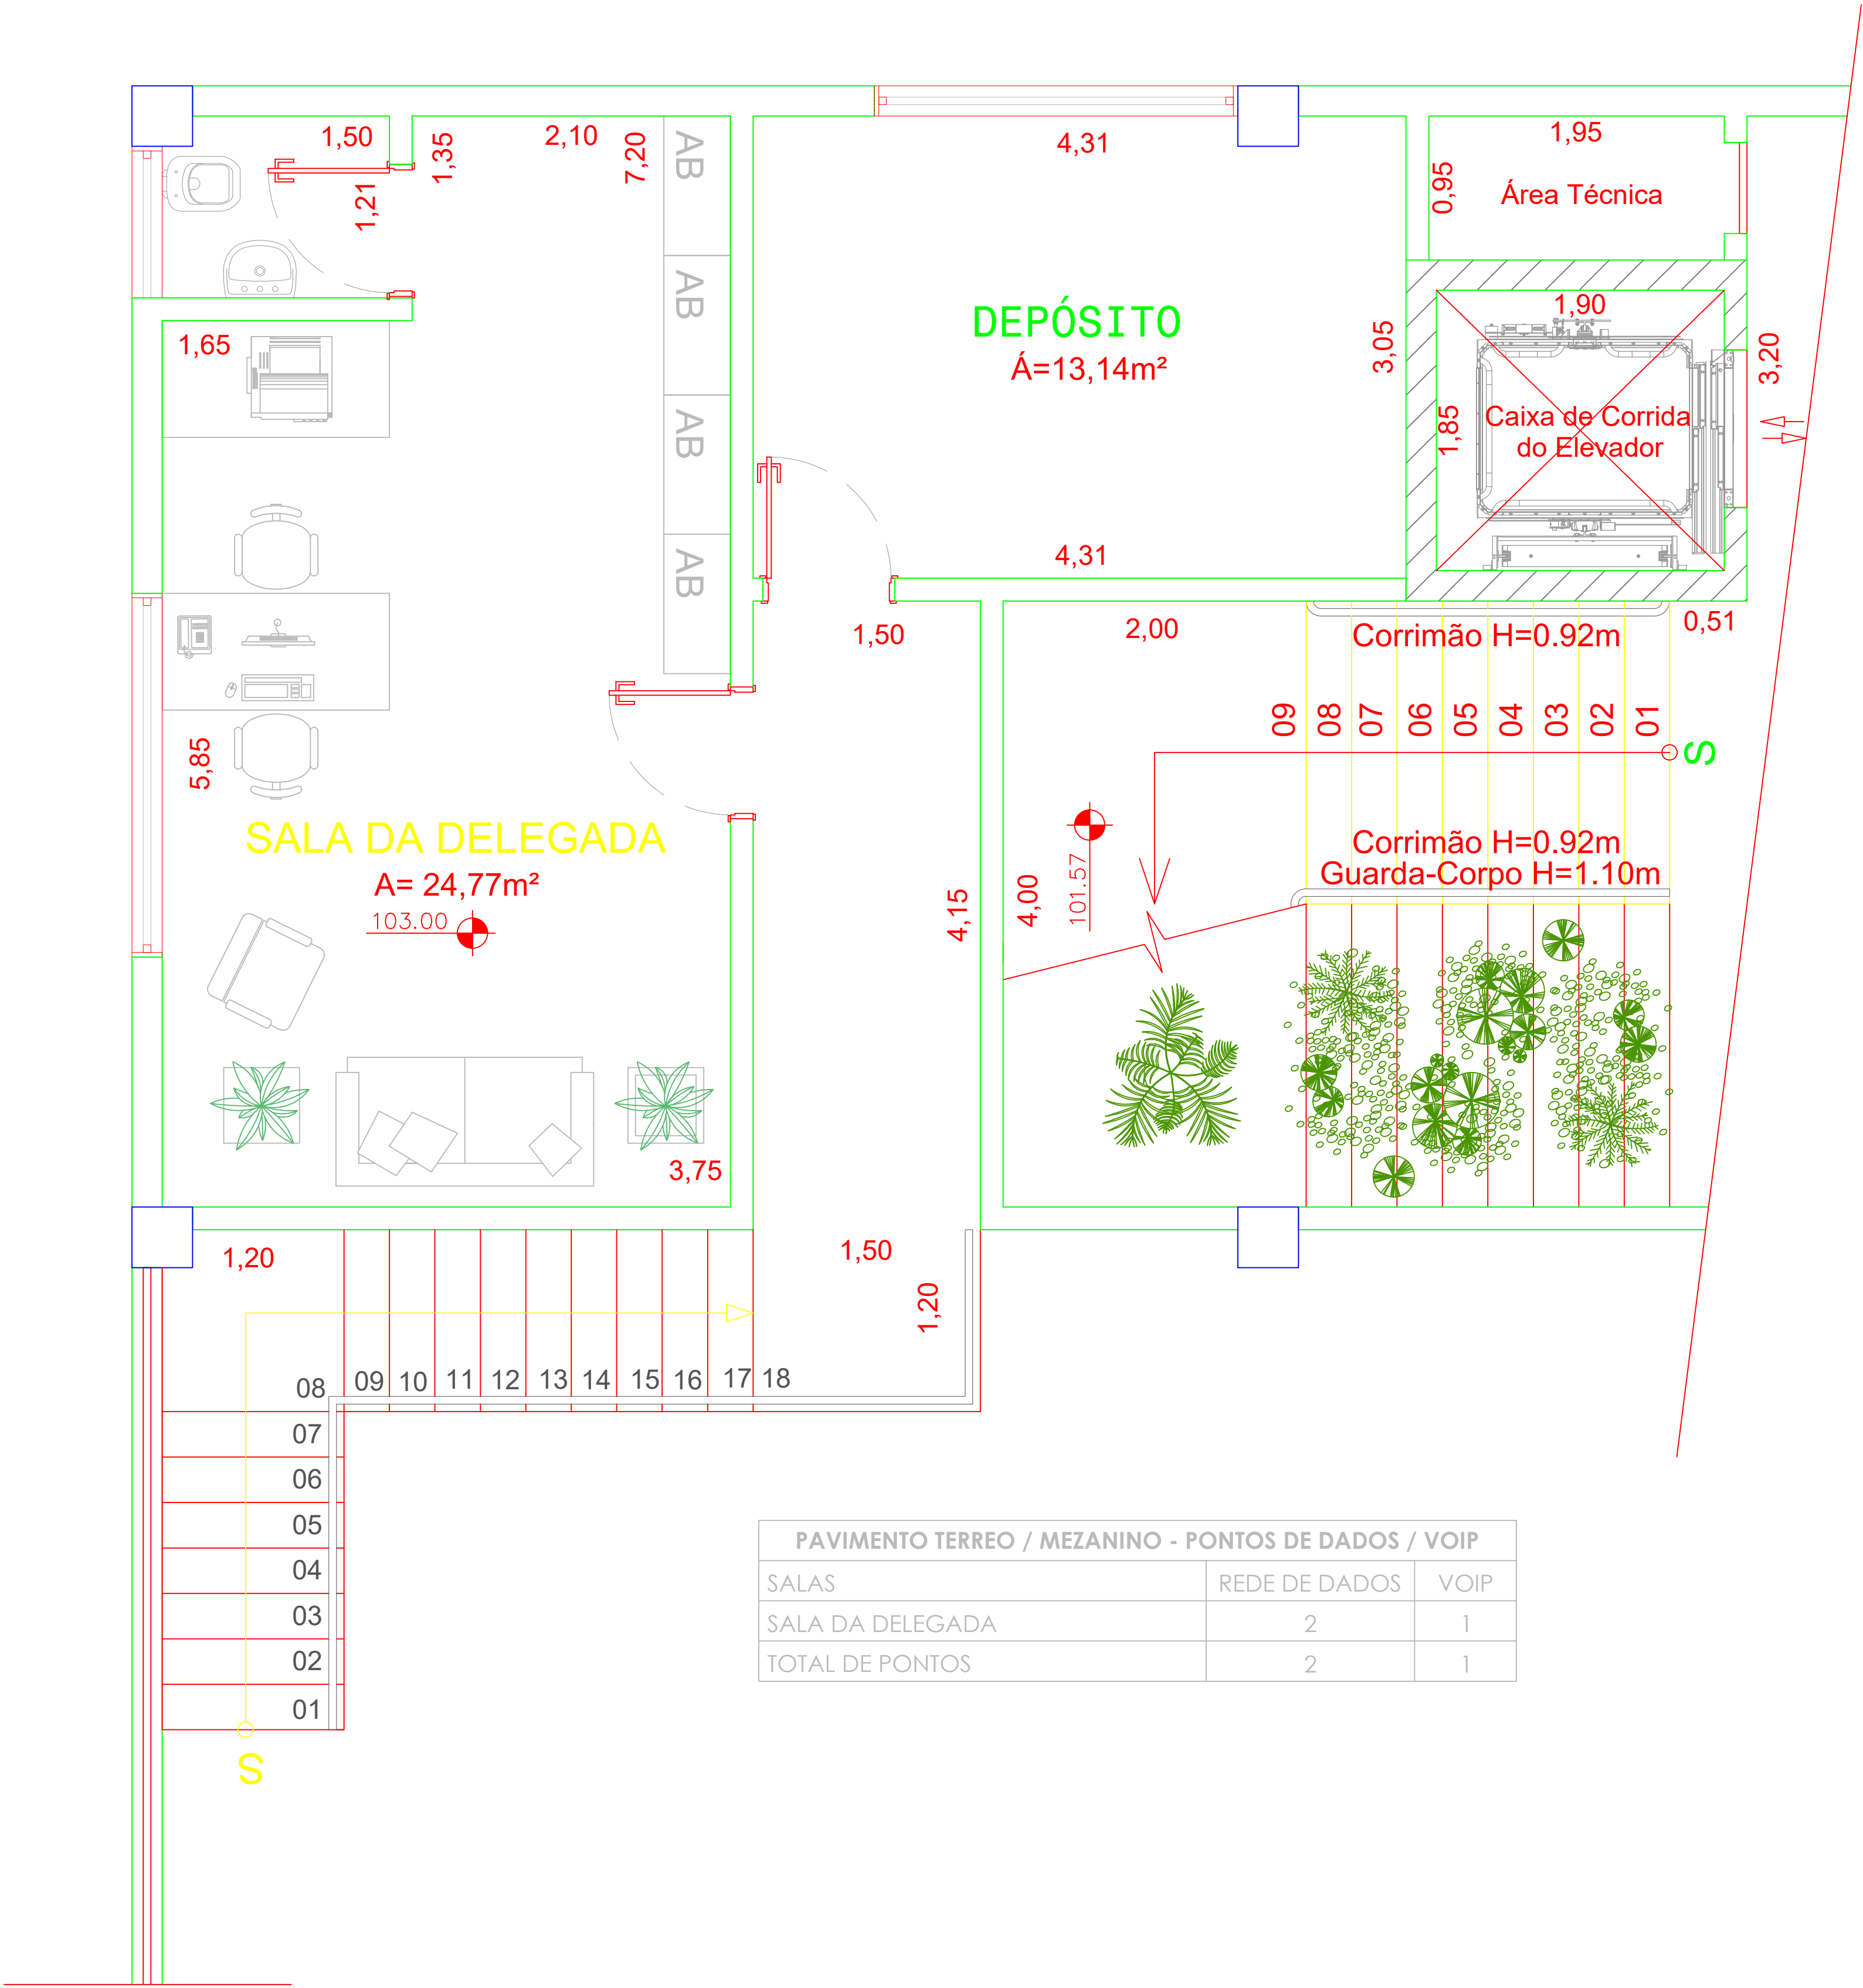 1,50
1,35
2,10
7,20
AB
4,31
1,95
0,95
Área Técnica
1,21
AB
DEPÓSITO
Á=13,14m²
1,65
3,05
1,90
3,20
1,85
Caixa de Corrida
do Elevador
AB
AB
4,31
1,50
2,00
0,51
Corrimão H=0.92m
09
08
07
06
05
04
03
02
01
S
5,85
SALA DA DELEGADA
A= 24,77m²
103.00
Corrimão H=0.92m
Guarda-Corpo H=1.10m
101.57
4,15
4,00
3,75
1,20
1,50
1,20
08
09
10
11
12
13
14
15
16
17
18
07
06
05
04
03
02
01
S
PAVIMENTO TERREO / MEZANINO - PONTOS DE DADOS / VOIP
SALAS REDE DE DADOS VOIP
SALA DA DELEGADA 2 1
TOTAL DE PONTOS 2 1